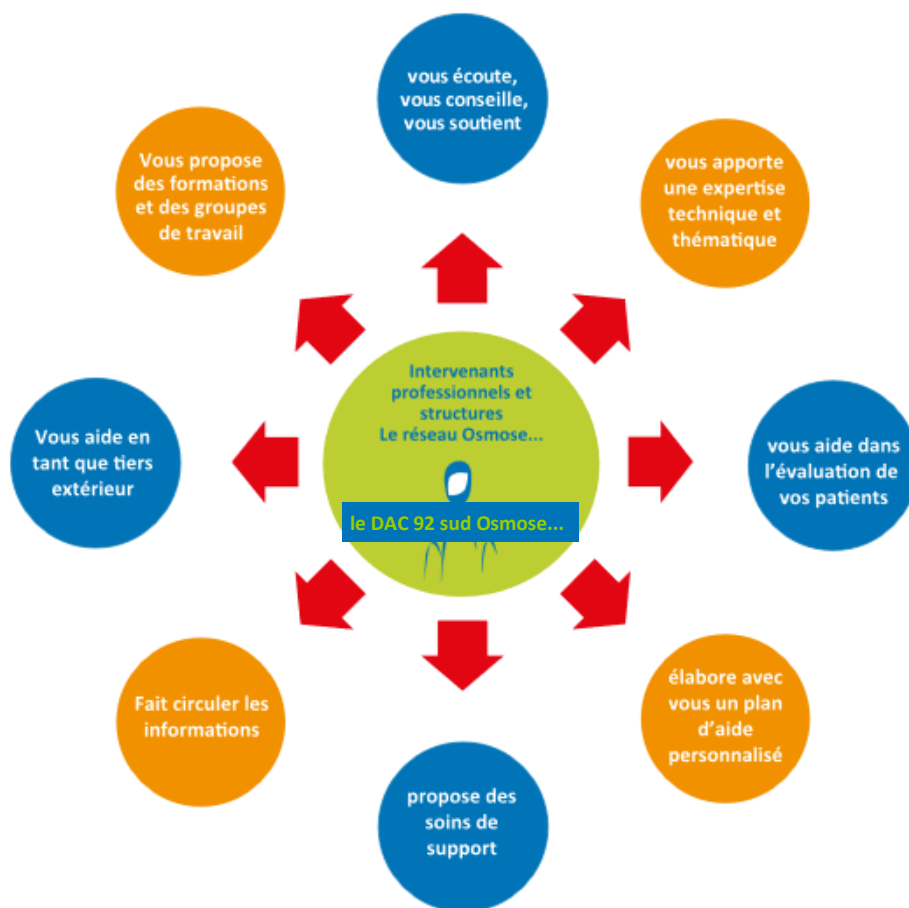 vous écoute,
vous conseille,
vous soutient
Vous propose
des formations
et des groupes
de travail
vous apporte
une expertise
technique et
thématique
Intervenants
professionnels et
structures
Le réseau Osmose...
le DAC 92 sud Osmose...
Vous aide en
tant que tiers
extérieur
vous aide dans
l'évaluation de
vos patients
Fait circuler les
informations
élabore avec
vous un plan
d'aide
personnalisé
propose des
soins de
support